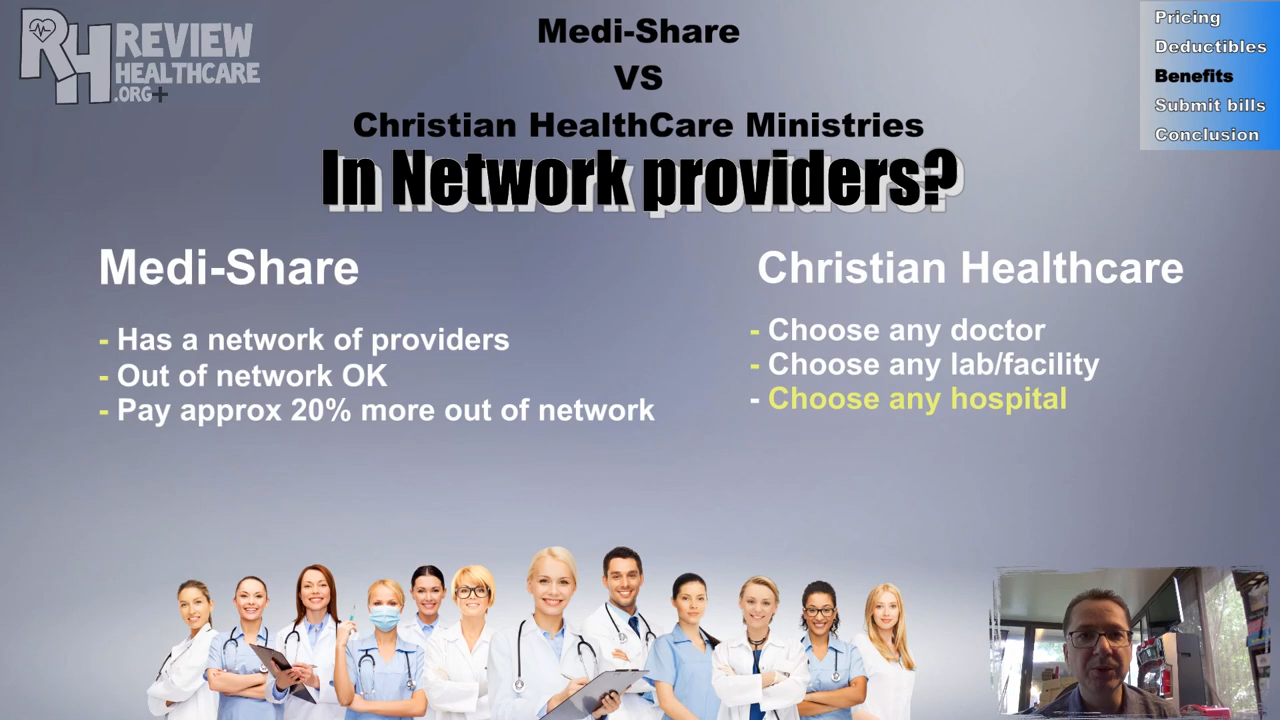 RH REVIEW
HEALTHCARE
.ORG+
Medi-Share
VS
Christian HealthCare Ministries
In Network providers?
Pricing
Deductibles
Benefits
Submit bills
Conclusion
Medi-Share
- Has a network of providers
- Out of network OK
- Pay approx 20% more out of network
Christian Healthcare
- Choose any doctor
- Choose any lab/facility
- Choose any hospital